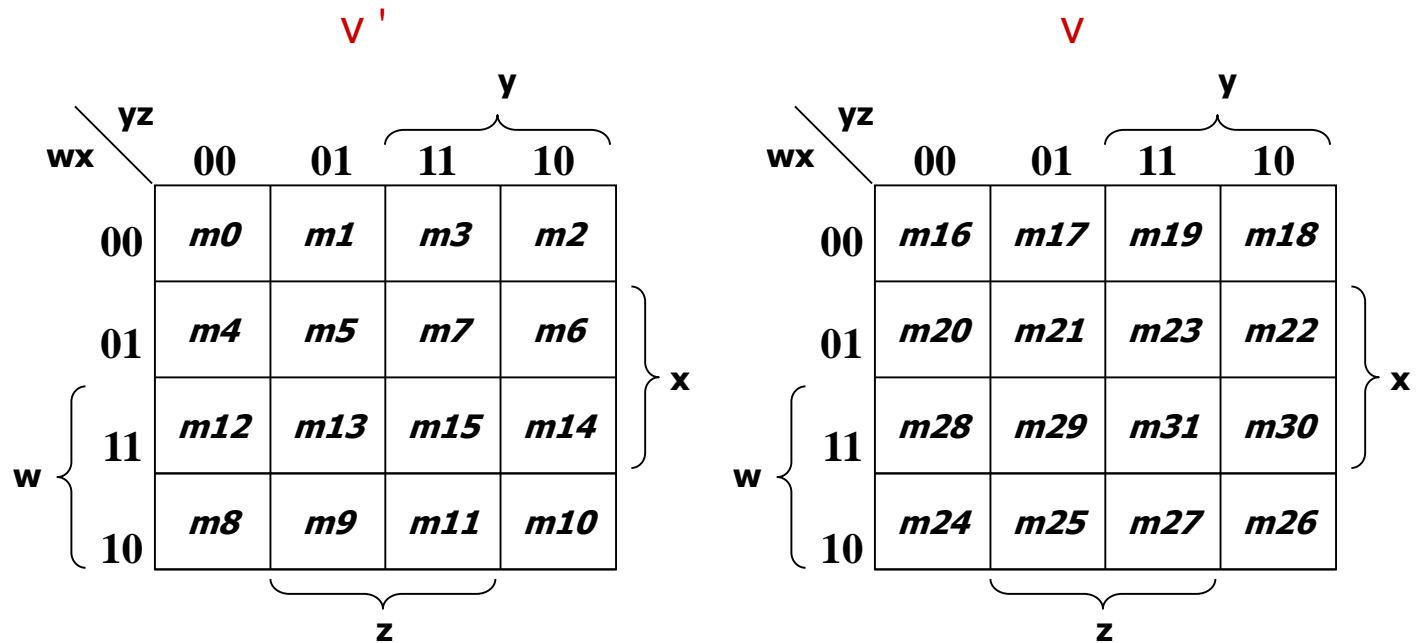 V ' V
y y
yz yz
wx 00 01 11 10 wx 00 01 11 10
00 m0 m1 m3 m2 00 m16 m17 m19 m18
01 m4 m5 m7 m6 01 m20 m21 m23 m22
x x
11 m12 m13 m15 m14 11 m28 m29 m31 m30
w w
10 m8 m9 m11 m10 10 m24 m25 m27 m26
z z